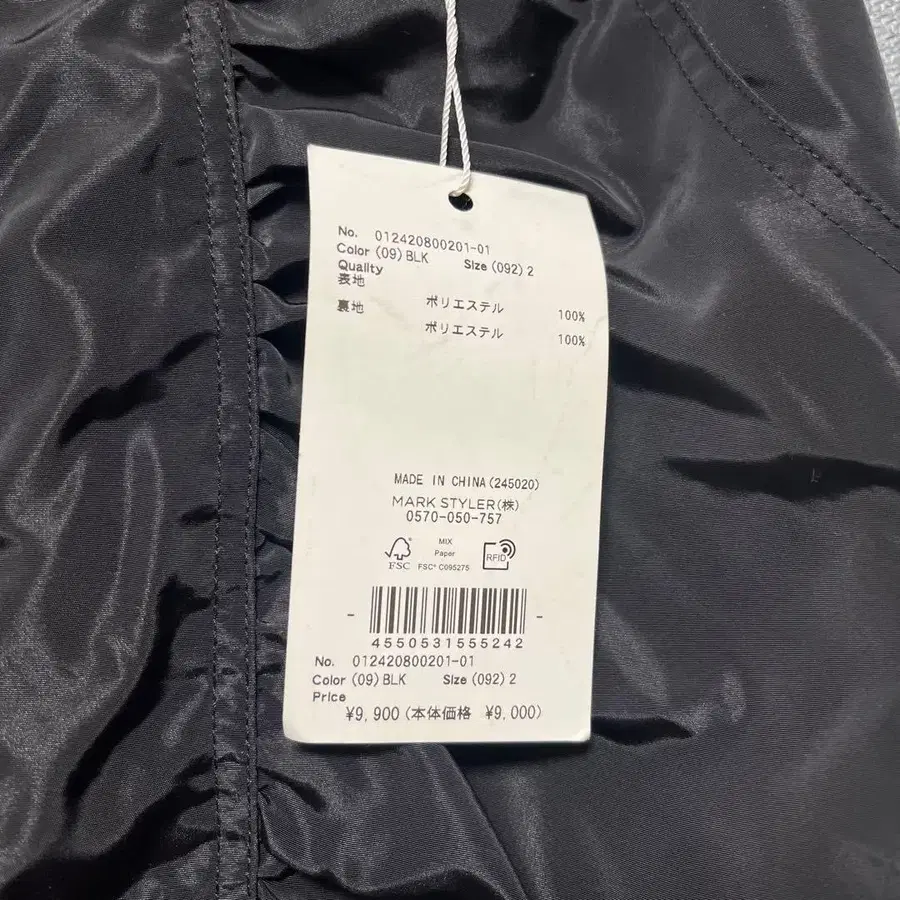 No. 012420800201-01
Color (09) BLK Size (092) 2
Quality
表地 ポリエステル 100%
裏地 ポリエステル 100%
MADE IN CHINA (245020)
MARK STYLER(株)
0570-050-757
FSC
MIX
Paper
FSC® C095275
RFID
4550531555242
No. 012420800201-01
Color (09) BLK Size (092) 2
Price
¥9,900 (本体価格 ¥9,000)